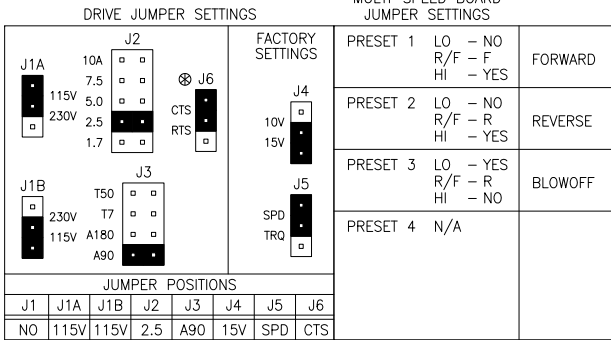 DRIVE JUMPER SETTINGS
J1A
115V
230V
J2
10A
7.5
5.0
2.5
1.7
J6
CTS
RTS
J1B
230V
115V
J3
T50
T7
A180
A90
FACTORY
SETTINGS
J4
10V
15V
J5
SPD
TRQ
JUMPER POSITIONS
J1 J1A J1B J2 J3 J4 J5 J6
NO 115V 115V 2.5 A90 15V SPD CTS
MULTI SPEED BOARD
JUMPER SETTINGS
PRESET 1 LO – NO
R/F – F
HI – YES
FORWARD
PRESET 2 LO – NO
R/F – R
HI – YES
REVERSE
PRESET 3 LO – YES
R/F – R
HI – NO
BLOWOFF
PRESET 4 N/A